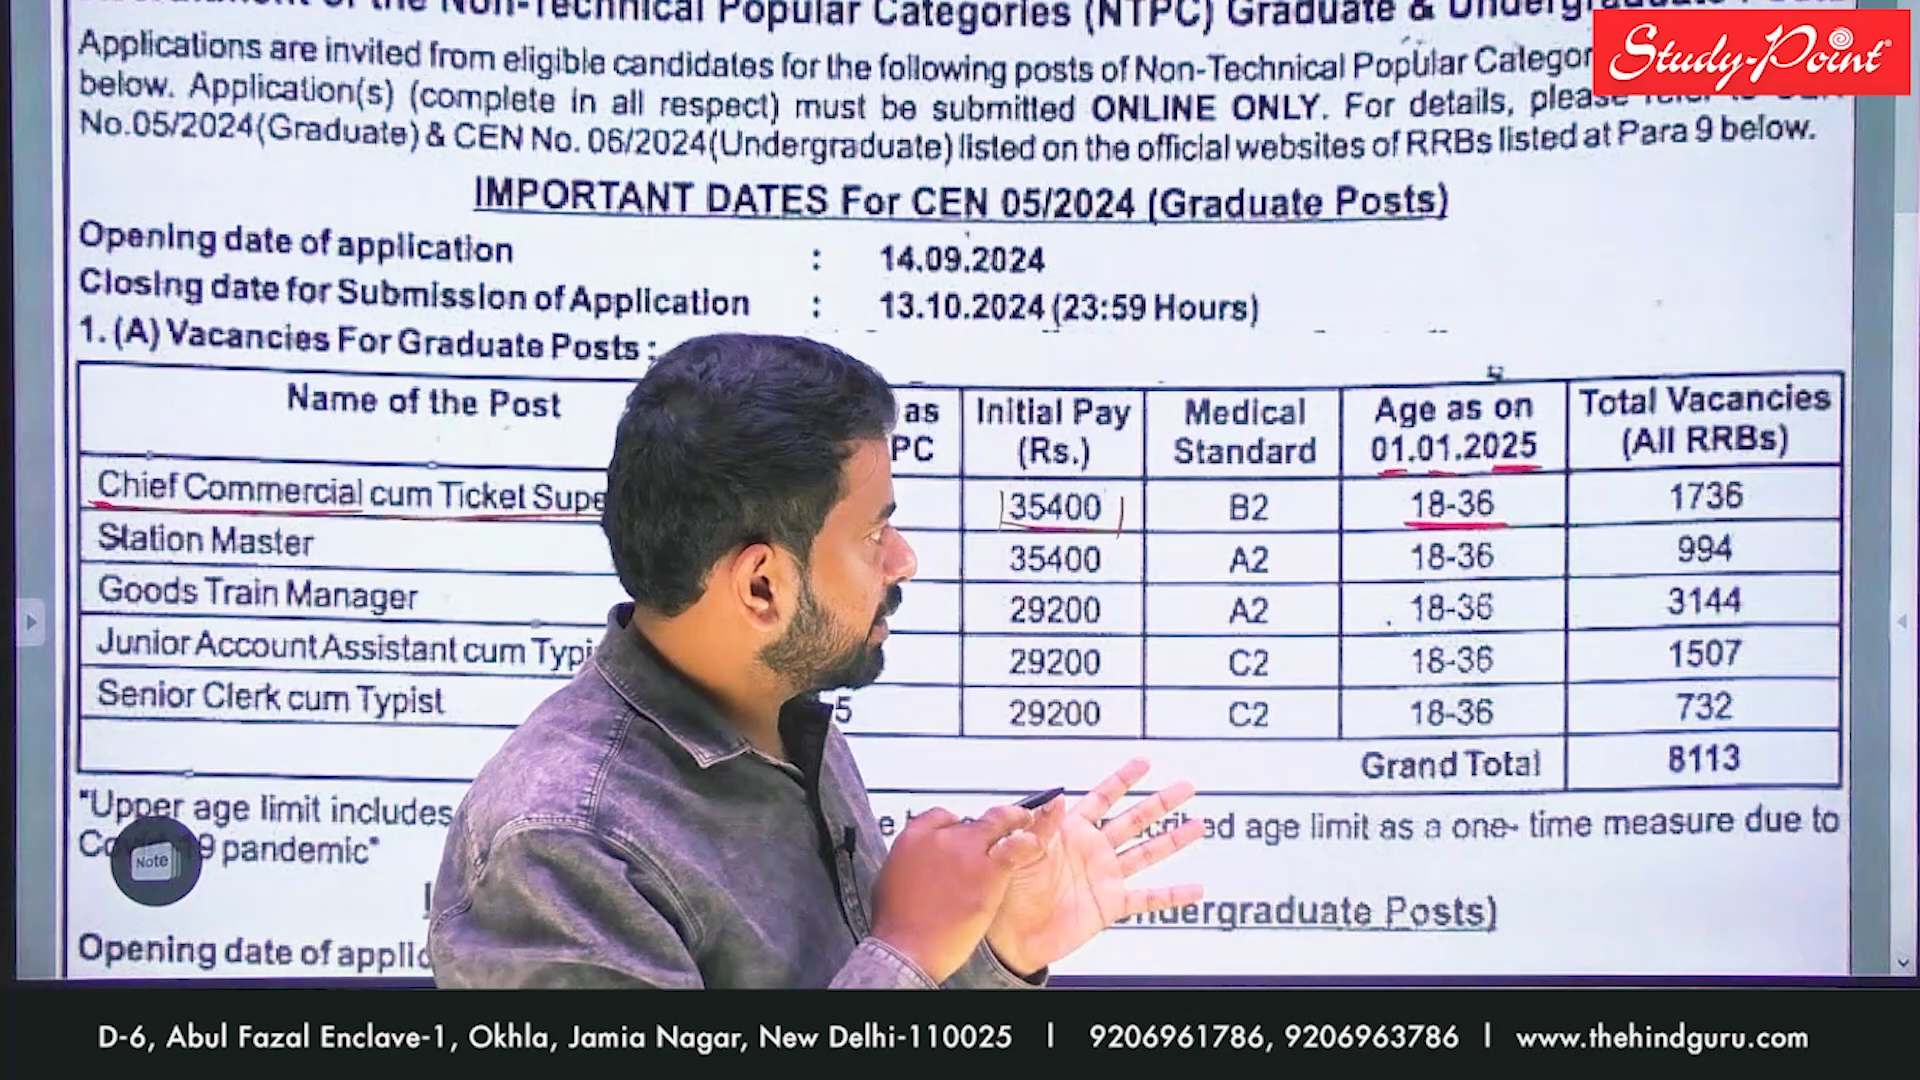 of the Non-Technical Popular Categories (NTPC) Graduate &
Study-Point
Applications are invited from eligible candidates for the following posts of Non-Technical Popular
below. Application(s) (complete in all respect) must be submitted ONLINE ONLY. For details, please
No.05/2024(Graduate) & CEN No. 06/2024(Undergraduate) listed on the official websites of RRBs listed at Para 9 below.
IMPORTANT DATES For CEN 05/2024 (Graduate Posts)
Opening date of application : 14.09.2024
Closing date for Submission of Application : 13.10.2024 (23:59 Hours)
1. (A) Vacancies For Graduate Posts :
Name of the Post as PC Initial Pay (Rs.) Medical Standard Age as on 01.01.2025 Total Vacancies (All RRBs)
Chief Commercial cum Ticket 35400 B2 18-36 1736
Station Master 35400 A2 18-36 994
Goods Train Manager 29200 A2 18-36 3144
Junior Account Assistant cum 29200 C2 18-36 1507
Senior Clerk cum Typist 5 29200 C2 18-36 732
Grand Total 8113
"Upper age limit includes age limit as a one- time measure due to
pandemic"
Note
Posts)
Opening date of
D-6, Abul Fazal Enclave-1, Okhla, Jamia Nagar, New Delhi-110025 | 9206961786, 9206963786 | www.thehindguru.com